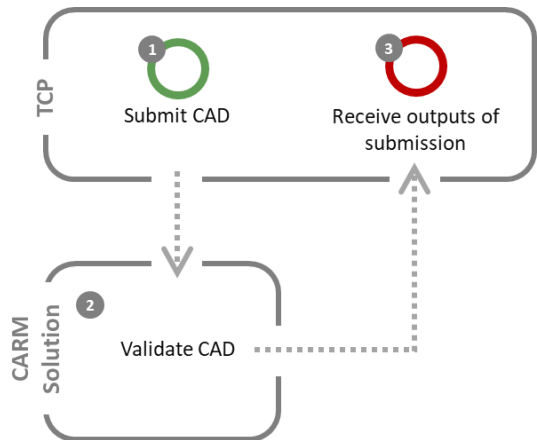 TCP
1
Submit CAD
3
Receive outputs of
submission
CARM
Solution
2
Validate CAD